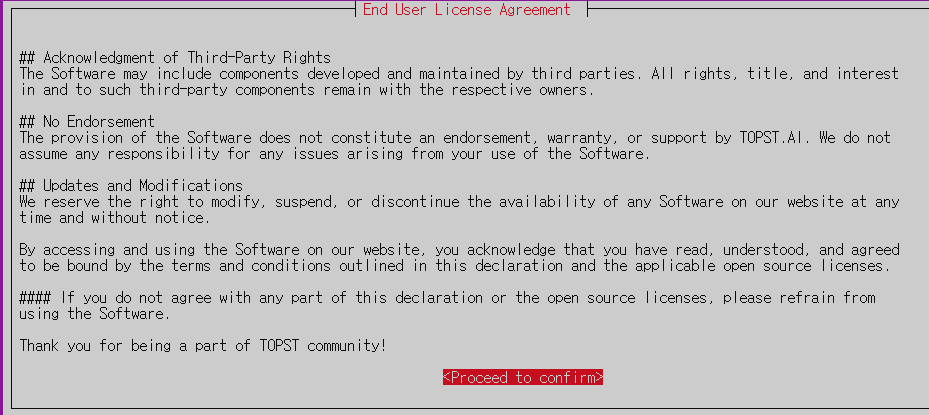 End User License Agreement
## Acknowledgment of Third-Party Rights
The Software may include components developed and maintained by third parties. All rights, title, and interest
in and to such third-party components remain with the respective owners.
## No Endorsement
The provision of the Software does not constitute an endorsement, warranty, or support by TOPST.AI. We do not
assume any responsibility for any issues arising from your use of the Software.
## Updates and Modifications
We reserve the right to modify, suspend, or discontinue the availability of any Software on our website at any
time and without notice.
By accessing and using the Software on our website, you acknowledge that you have read, understood, and agreed
to be bound by the terms and conditions outlined in this declaration and the applicable open source licenses.
#### If you do not agree with any part of this declaration or the open source licenses, please refrain from
using the Software.
Thank you for being a part of TOPST community!
<Proceed to confirm>